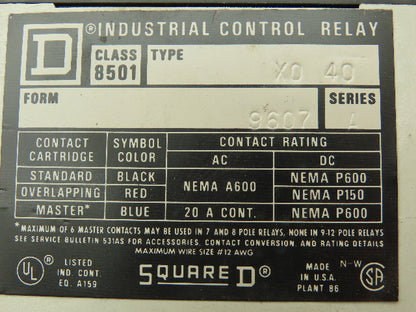 D ® INDUSTRIAL CONTROL RELAY
CLASS 8501 TYPE XO 40
FORM 9607 SERIES A
CONTACT CARTRIDGE SYMBOL COLOR CONTACT RATING
AC DC
STANDARD BLACK NEMA A600 NEMA P600
OVERLAPPING RED NEMA P150
MASTER* BLUE 20 A CONT. NEMA P600
*MAXIMUM OF 6 MASTER CONTACTS MAY BE USED IN 7 AND 8 POLE RELAYS, NONE IN 9-12 POLE RELAYS
SEE SERVICE BULLETIN 531AS FOR ACCESSORIES, CONTACT CONVERSION, AND RATING DETAILS
MAXIMUM WIRE SIZE #12 AWG
UL ® LISTED IND. CONT. EQ. A159
SQUARE D ®
MADE IN U.S.A. N-W
PLANT 86
SA